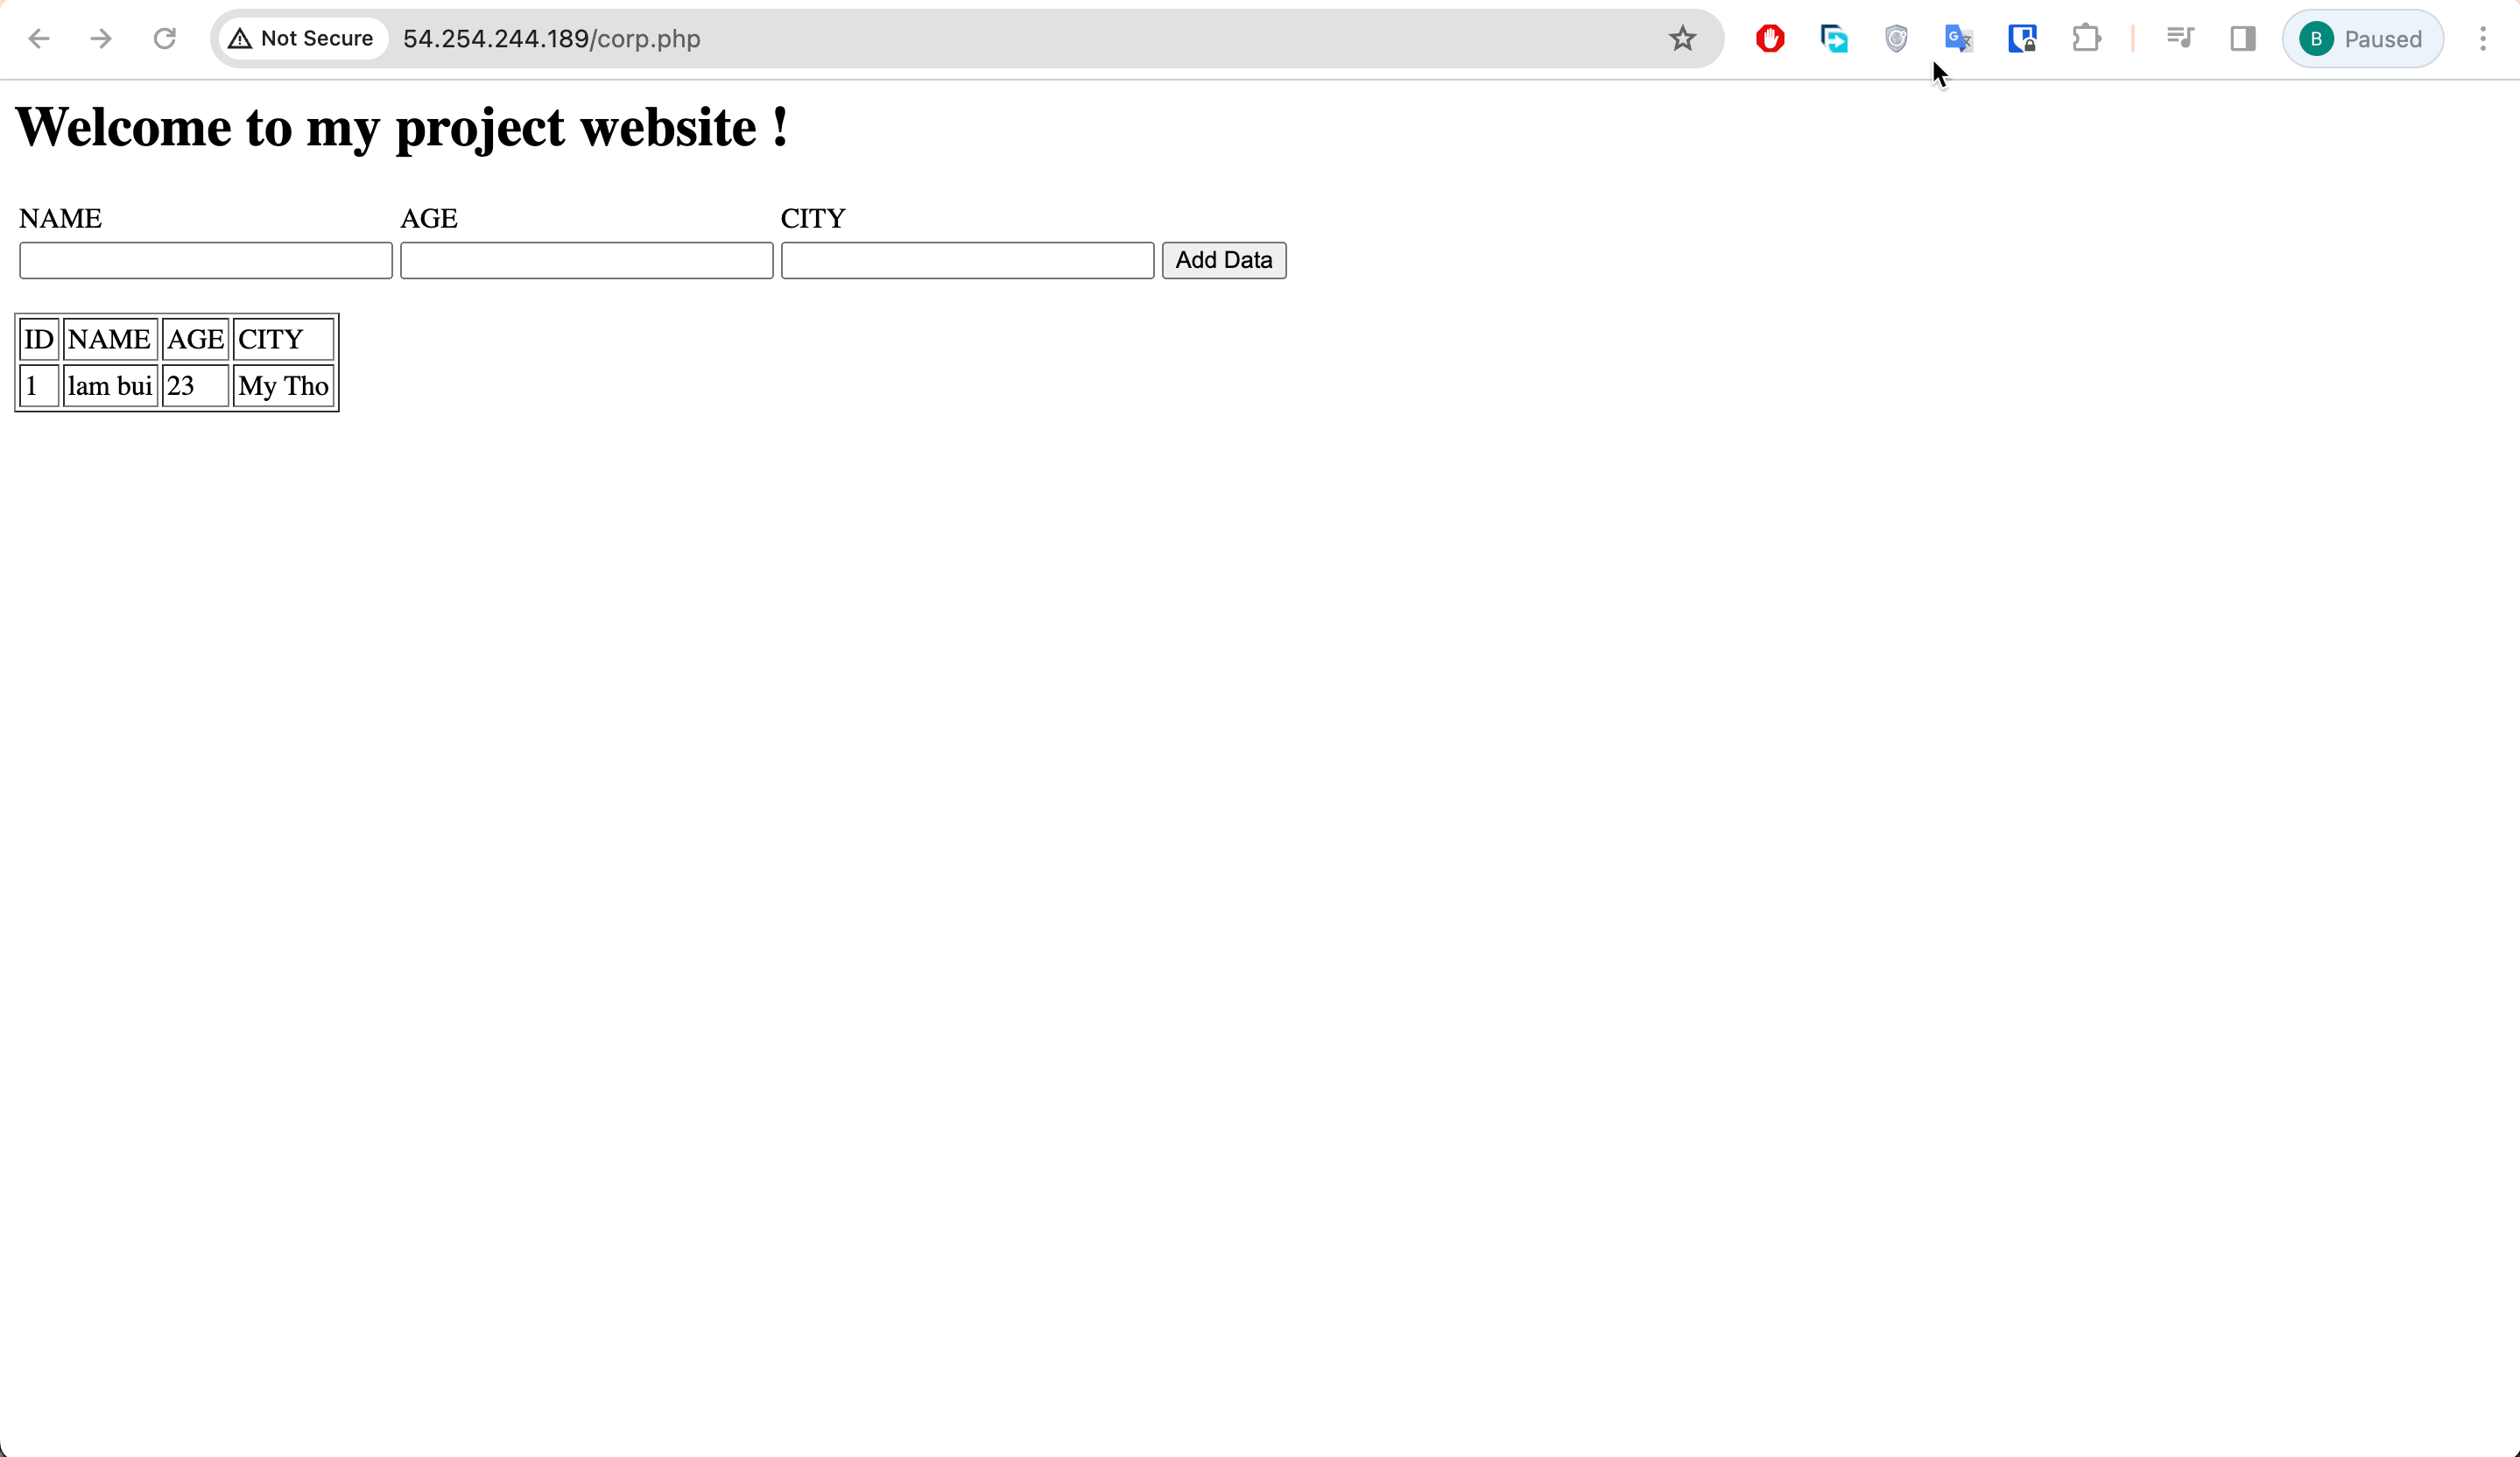 Not Secure 54.254.244.189/corp.php B Paused
Welcome to my project website !
NAME AGE CITY
Add Data
ID NAME AGE CITY
1 lam bui 23 My Tho